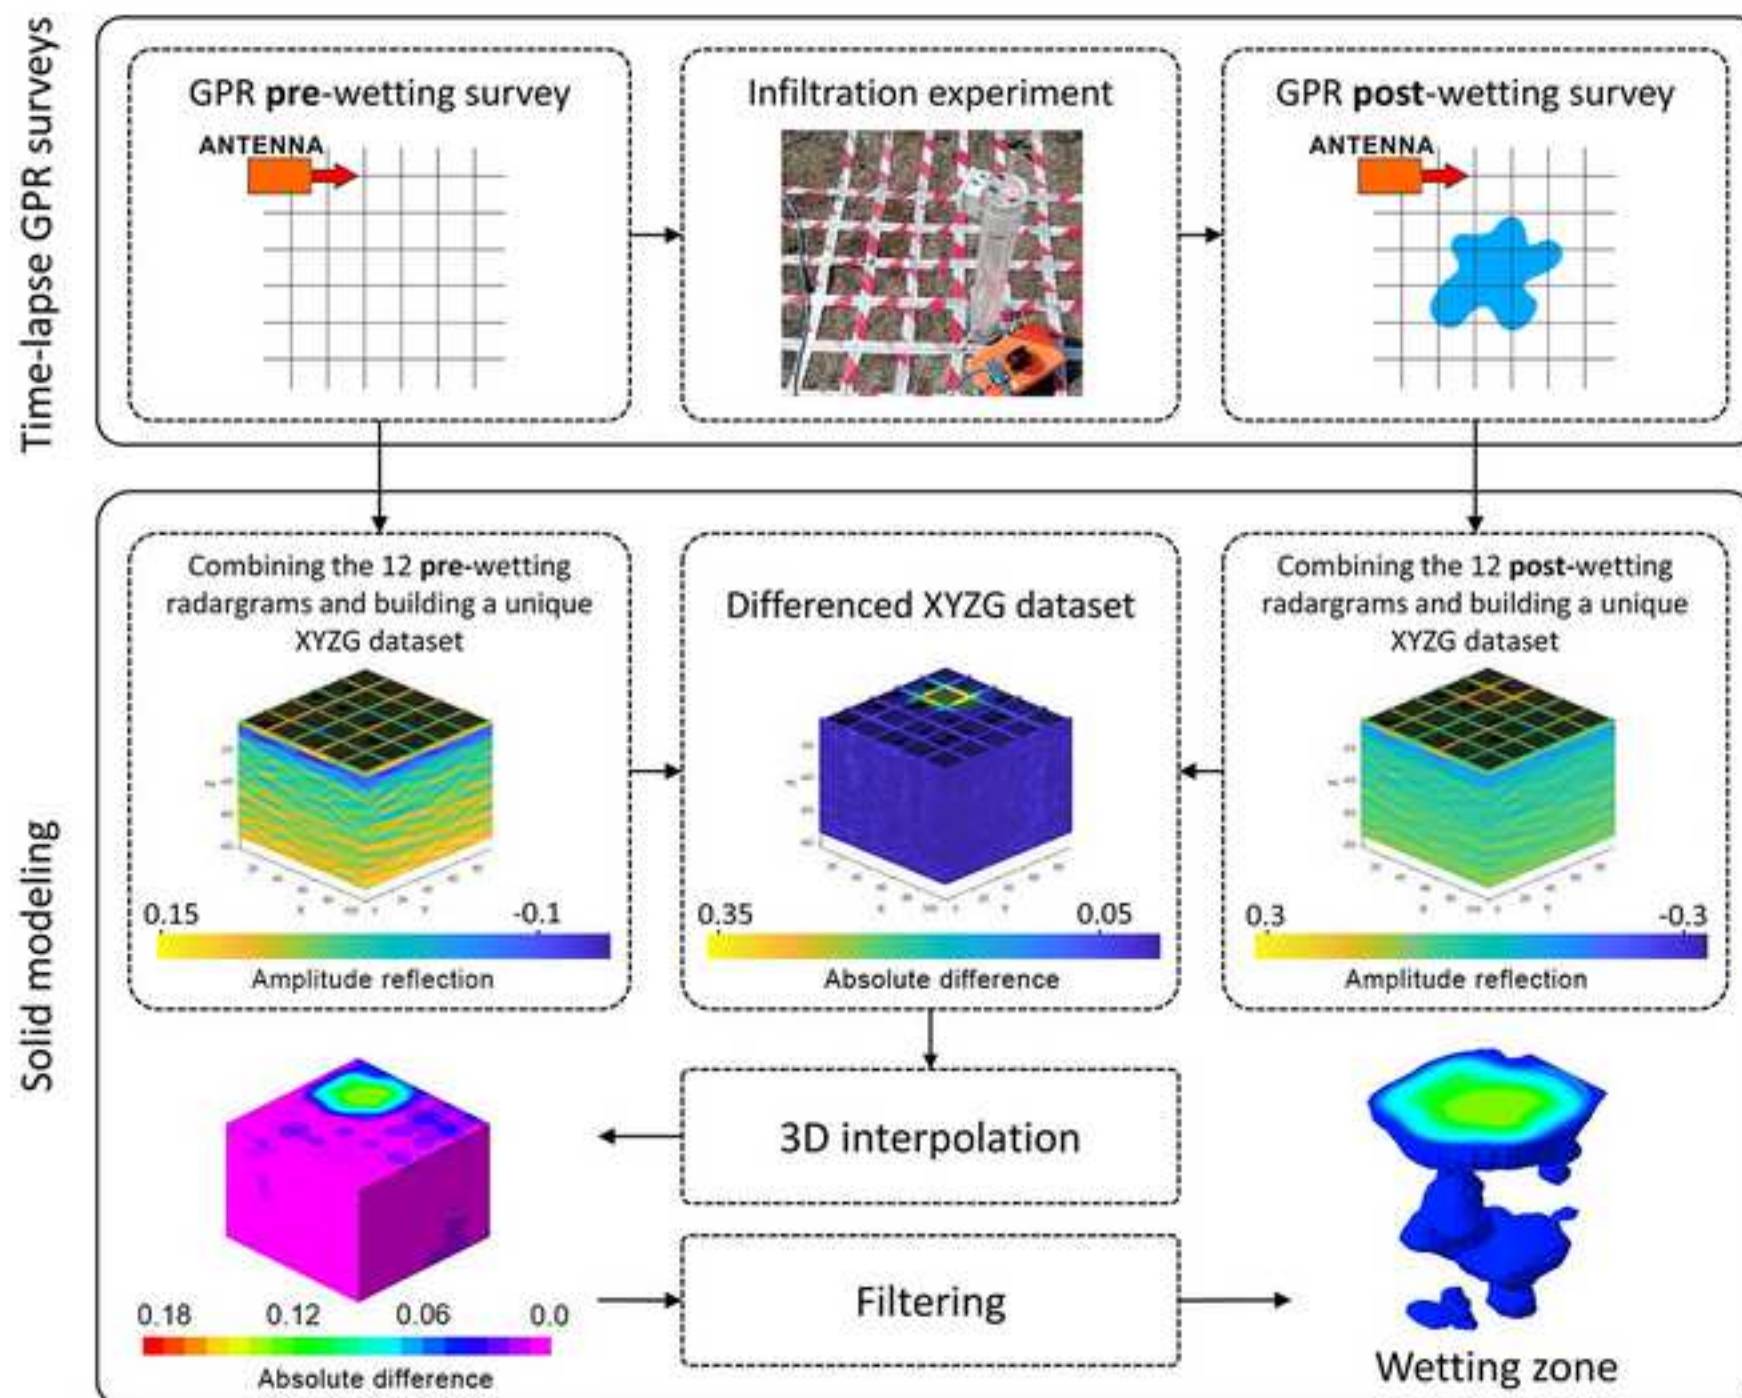 Time-lapse GPR surveys
GPR pre-wetting survey
ANTENNA
Infiltration experiment
GPR post-wetting survey
ANTENNA
Solid modeling
Combining the 12 pre-wetting
radargrams and building a unique
XYZG dataset
0.15
-0.1
Amplitude reflection
Differenced XYZG dataset
0.35
0.05
Absolute difference
Combining the 12 post-wetting
radargrams and building a unique
XYZG dataset
0.3
-0.3
Amplitude reflection
3D interpolation
0.18 0.12 0.06 0.0
Absolute difference
Filtering
Wetting zone